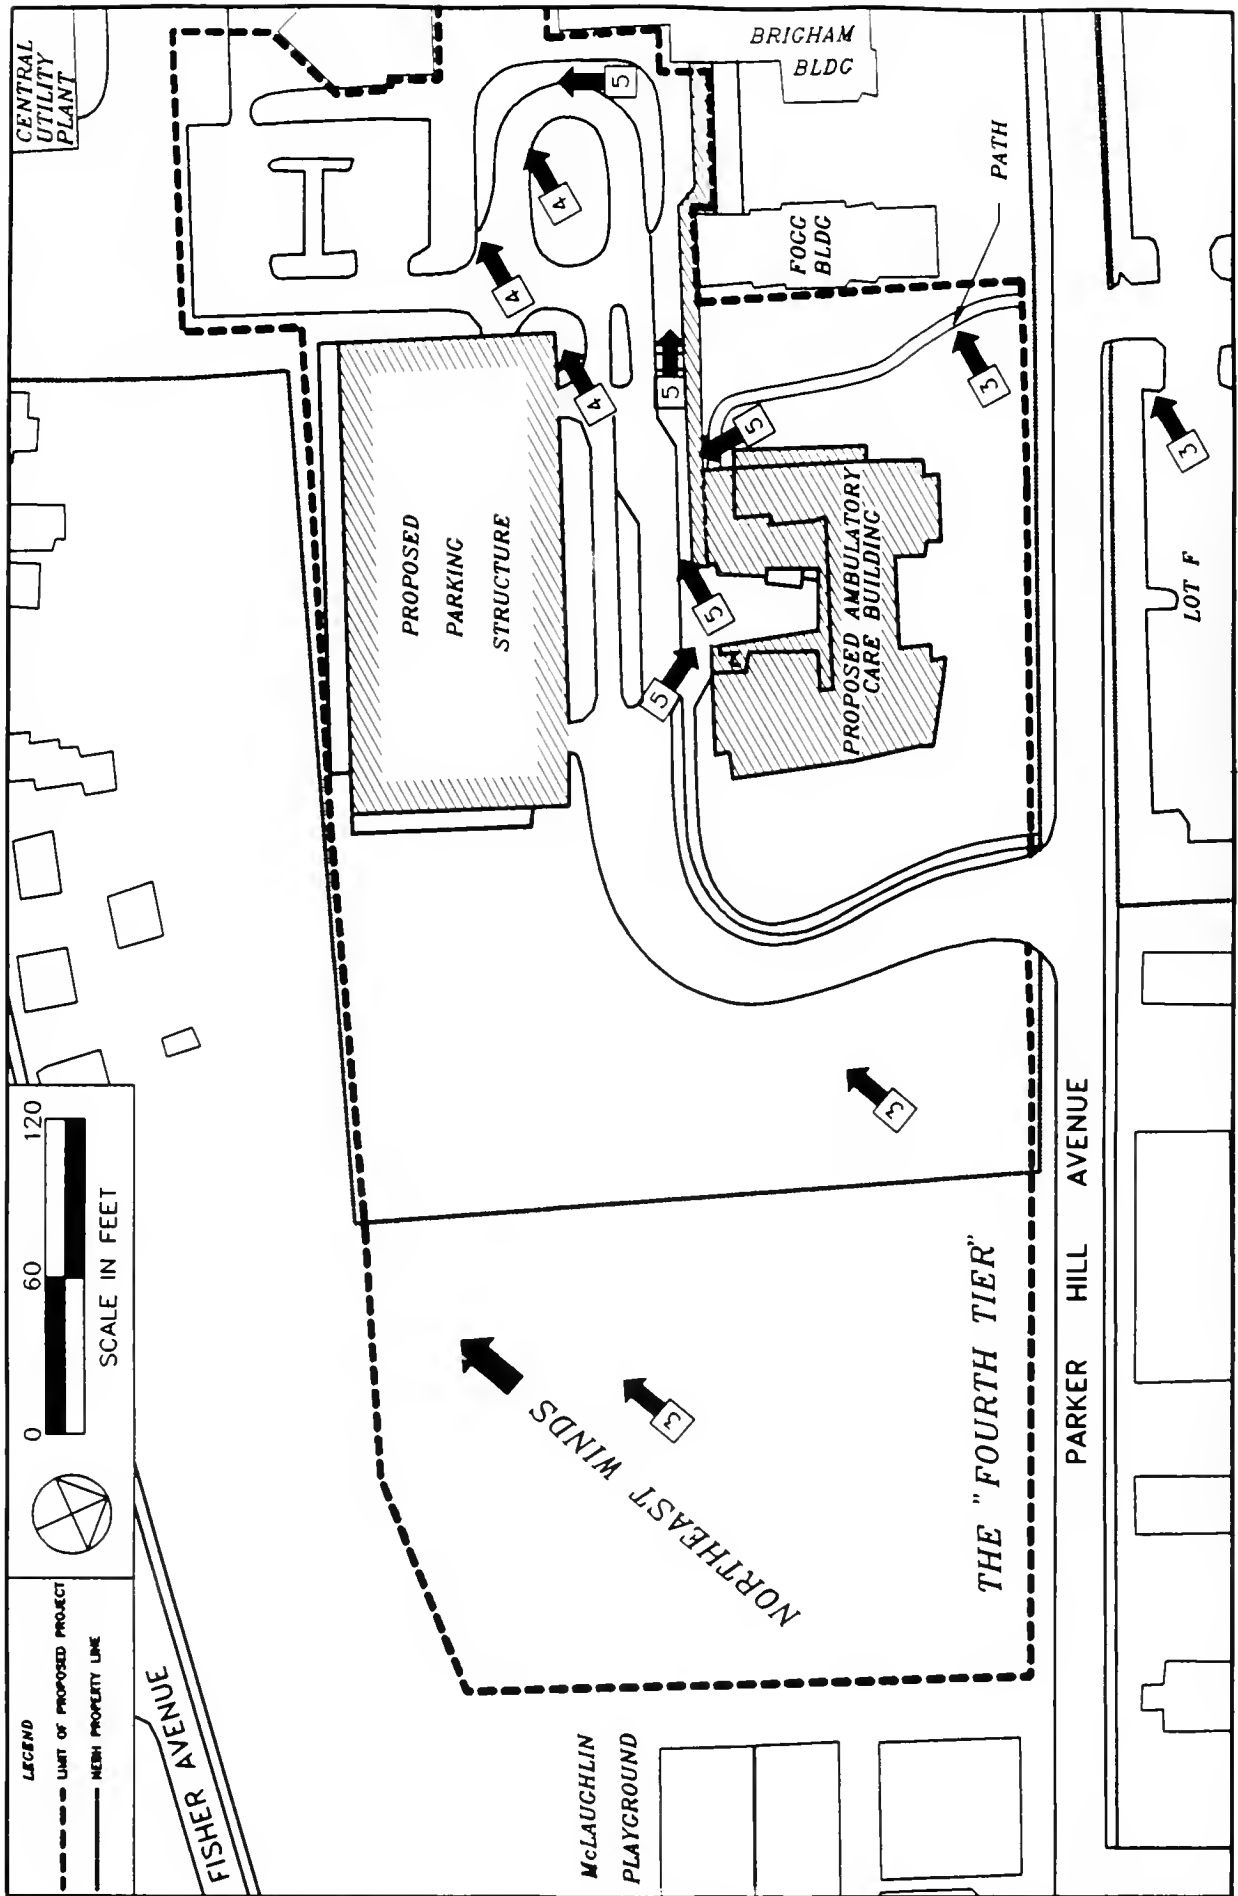 CENTRAL
UTILITY
PLANT
BRIGHAM
BLDG
5
4
4
4
5
5
5
5
FOGG
BLDG
PATH
3
3
PROPOSED
PARKING
STRUCTURE
PROPOSED AMBULATORY
CARE BUILDING
LOT F
3
3
NORTHEAST WINDS
THE "FOURTH TIER"
PARKER HILL AVENUE
McLAUGHLIN
PLAYGROUND
FISHER AVENUE
0 60 120
SCALE IN FEET
LEGEND
LIMIT OF PROPOSED PROJECT
NEBH PROPERTY LINE